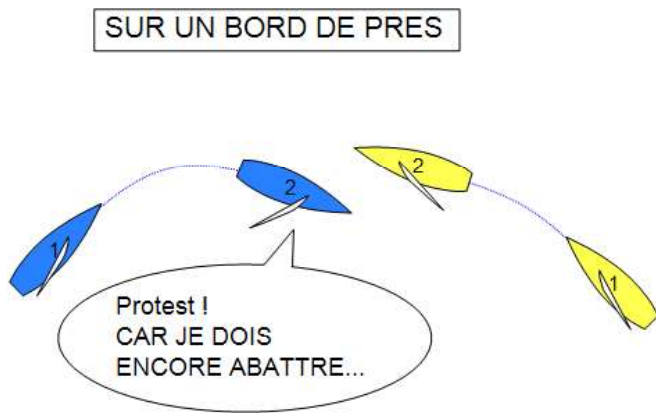 SUR UN BORD DE PRES
2
2
1
1
Protest !
CAR JE DOIS
ENCORE ABATTRE...